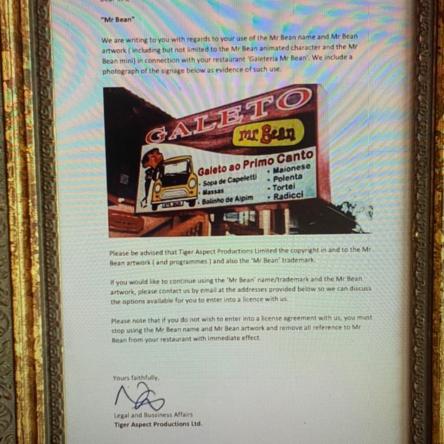 "Mr Bean"
We are writing to you with regards to your use of the Mr Bean name and Mr Bean
artwork ( including but not limited to the Mr Bean animated character and the Mr
Bean mini) in connection with your restaurant 'Galeteria Mr Bean'. We include a
photograph of the signage below as evidence of such use.
GALETO
mr Bean
Galeto ao Primo Canto
• Sopa de Capeletti
• Massas
• Bolinho de Aipim
• Maionese
• Polenta
• Tortei
• Radicci
Please be advised that Tiger Aspect Productions Limited the copyright in and to the Mr
Bean artwork ( and programmes ) and also the 'Mr Bean' trademark.
If you would like to continue using the 'Mr Bean' name/trademark and the Mr Bean
artwork, please contact us by email at the addresses provided below so we can discuss
the options available for you to enter into a licence with us.
Please note that if you do not wish to enter into a license agreement with us, you must
stop using the Mr Bean name and Mr Bean artwork and remove all reference to Mr
Bean from your restaurant with immediate effect.
Yours faithfully,
Legal and Bussiness Affairs
Tiger Aspect Productions Ltd.